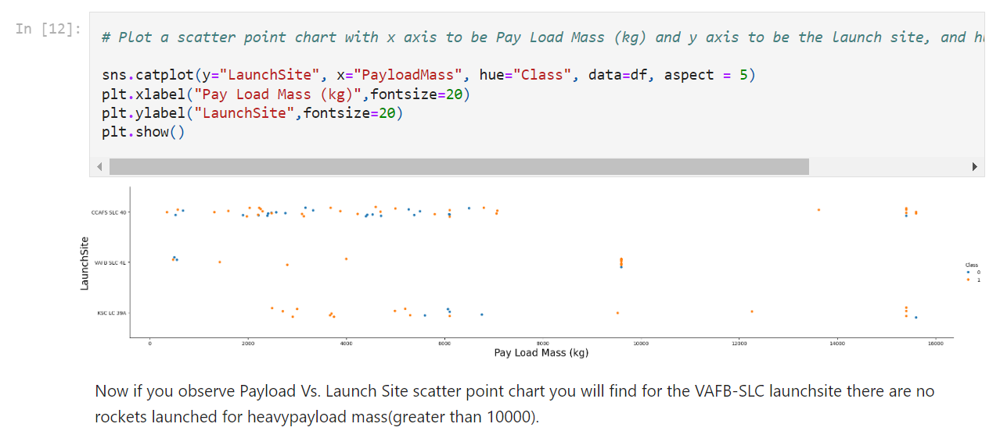 In [12]:
# Plot a scatter point chart with x axis to be Pay Load Mass (kg) and y axis to be the launch site, and
sns.catplot(y="LaunchSite", x="PayloadMass", hue="Class", data=df, aspect = 5)
plt.xlabel("Pay Load Mass (kg)",fontsize=20)
plt.ylabel("LaunchSite",fontsize=20)
plt.show()
CCAFS SLC 40
VAFB SLC 4E
KSC LC 39A
LaunchSite
Class
0
1
0 2000 4000 6000 8000 10000 12000 14000 16000
Pay Load Mass (kg)
Now if you observe Payload Vs. Launch Site scatter point chart you will find for the VAFB-SLC launchsite there are no
rockets launched for heavypayload mass(greater than 10000).